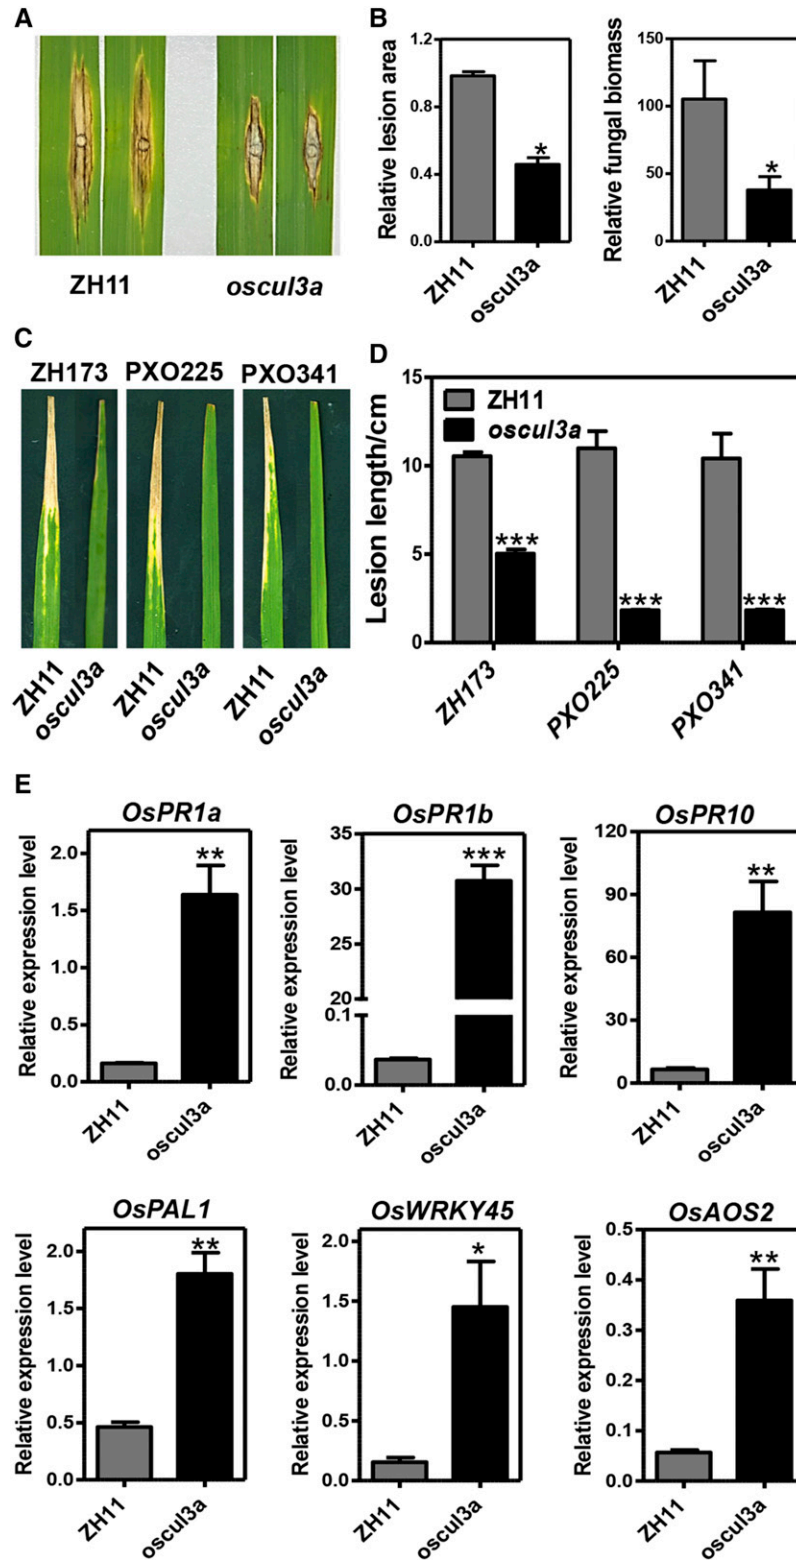 A
ZH11
oscul3a
B
Relative lesion area
1.2
0.8
0.4
0.0
*
ZH11
oscul3a
Relative fungal biomass
150
100
50
0
*
ZH11
oscul3a
C
ZH173 PXO225 PXO341
ZH11
oscul3a
ZH11
oscul3a
ZH11
oscul3a
D
Lesion length/cm
15
10
5
0
ZH11
oscul3a
***
***
***
ZH173
PXO225
PXO341
E
OsPR1a
Relative expression level
2.0
1.5
1.0
0.5
0.0
**
ZH11
oscul3a
OsPR1b
Relative expression level
35
30
25
20
0.1
0.0
***
ZH11
oscul3a
OsPR10
Relative expression level
120
90
60
30
0
**
ZH11
oscul3a
OsPAL1
Relative expression level
2.0
1.5
1.0
0.5
0.0
**
ZH11
oscul3a
OsWRKY45
Relative expression level
2.0
1.5
1.0
0.5
0.0
*
ZH11
oscul3a
OsAOS2
Relative expression level
0.5
0.4
0.3
0.2
0.1
0.0
**
ZH11
oscul3a